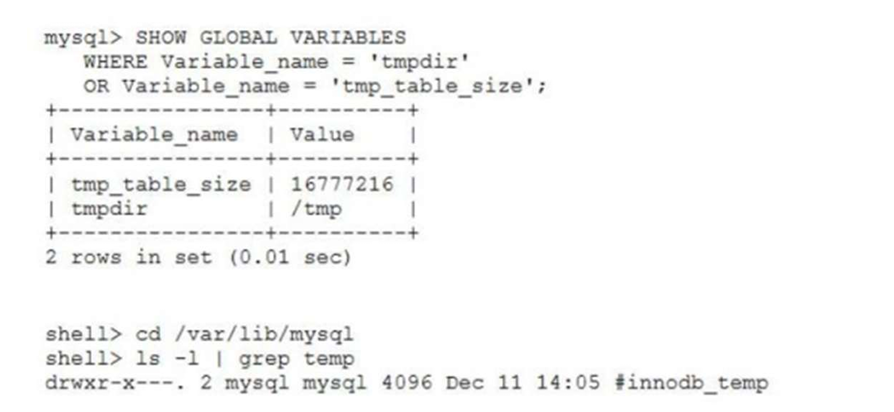 mysql> SHOW GLOBAL VARIABLES
WHERE Variable_name = 'tmpdir'
OR Variable_name = 'tmp_table_size';
+----------------+----------+
| Variable_name | Value |
+----------------+----------+
| tmp_table_size | 16777216 |
| tmpdir | /tmp |
+----------------+----------+
2 rows in set (0.01 sec)
shell> cd /var/lib/mysql
shell> ls -l | grep temp
drwxr-x---. 2 mysql mysql 4096 Dec 11 14:05 #innodb_temp